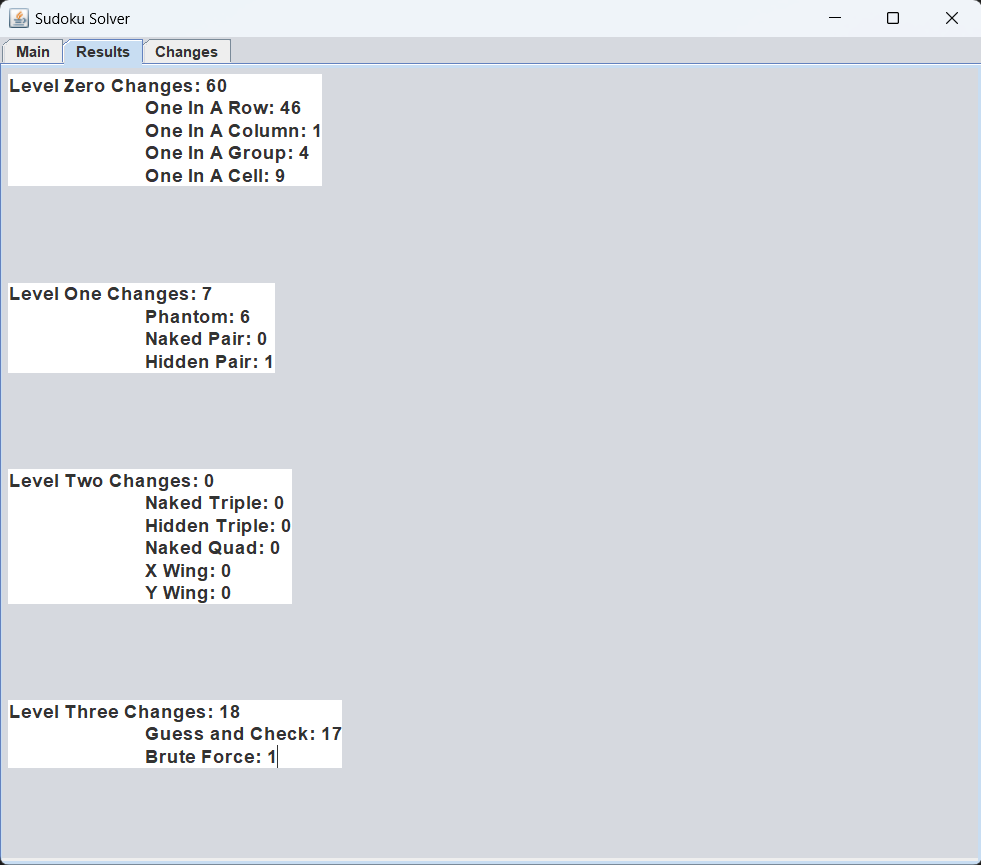 Sudoku Solver
Main Results Changes
Level Zero Changes: 60
One In A Row: 46
One In A Column: 1
One In A Group: 4
One In A Cell: 9
Level One Changes: 7
Phantom: 6
Naked Pair: 0
Hidden Pair: 1
Level Two Changes: 0
Naked Triple: 0
Hidden Triple: 0
Naked Quad: 0
X Wing: 0
Y Wing: 0
Level Three Changes: 18
Guess and Check: 17
Brute Force: 1